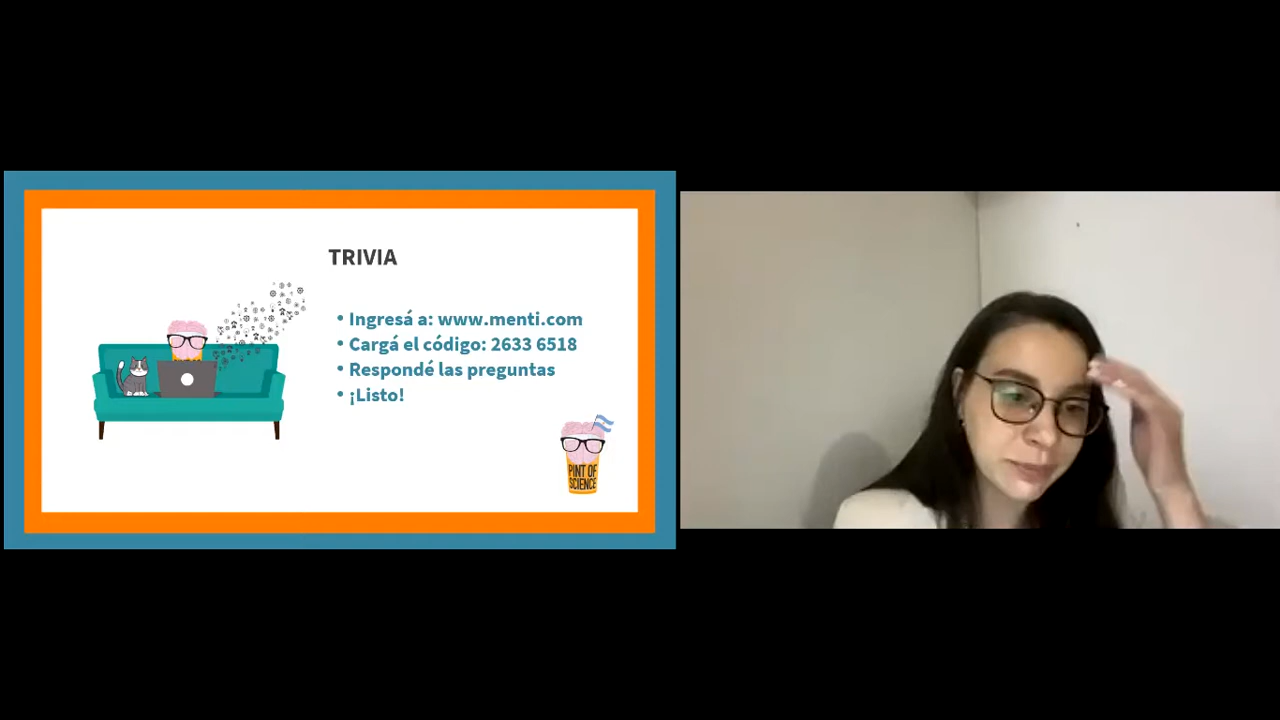 TRIVIA
• Ingresá a: www.menti.com
• Cargá el código: 2633 6518
• Respondé las preguntas
• ¡Listo!
PINT OF
SCIENCE